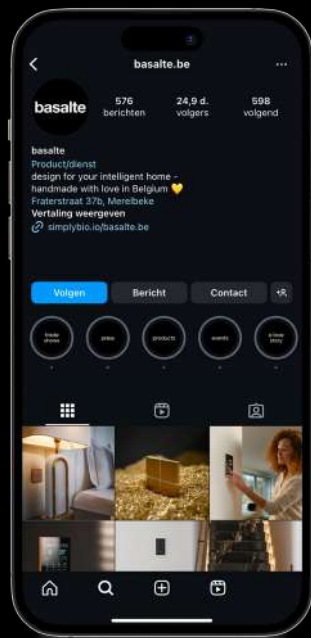 basalte.be
basalte
576
berichten
24,9 d.
volgers
598
volgend
basalte
Product/dienst
design for your intelligent home -
handmade with love in Belgium 💛
Fraterstraat 37b, Merelbeke
Vertaling weergeven
simplybio.io/basalte.be
Volgen
Bericht
Contact
trade
shows
press
products
events
a love
story